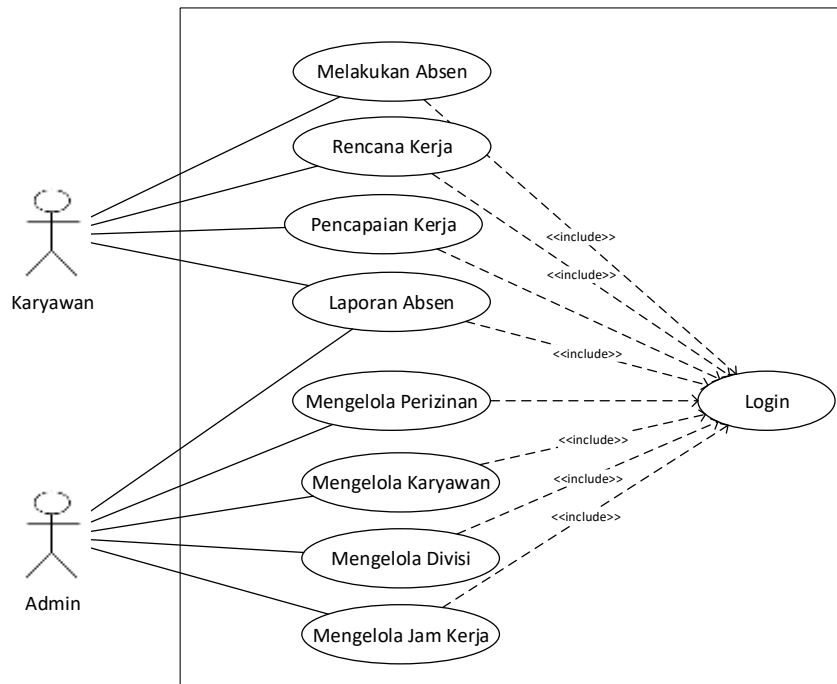 Melakukan Absen
Rencana Kerja
Pencapaian Kerja
<<include>>
<<include>>
Karyawan
Laporan Absen
<<include>>
Mengelola Perizinan
Login
<<include>>
Mengelola Karyawan
<<include>>
<<include>>
Mengelola Divisi
Admin
Mengelola Jam Kerja